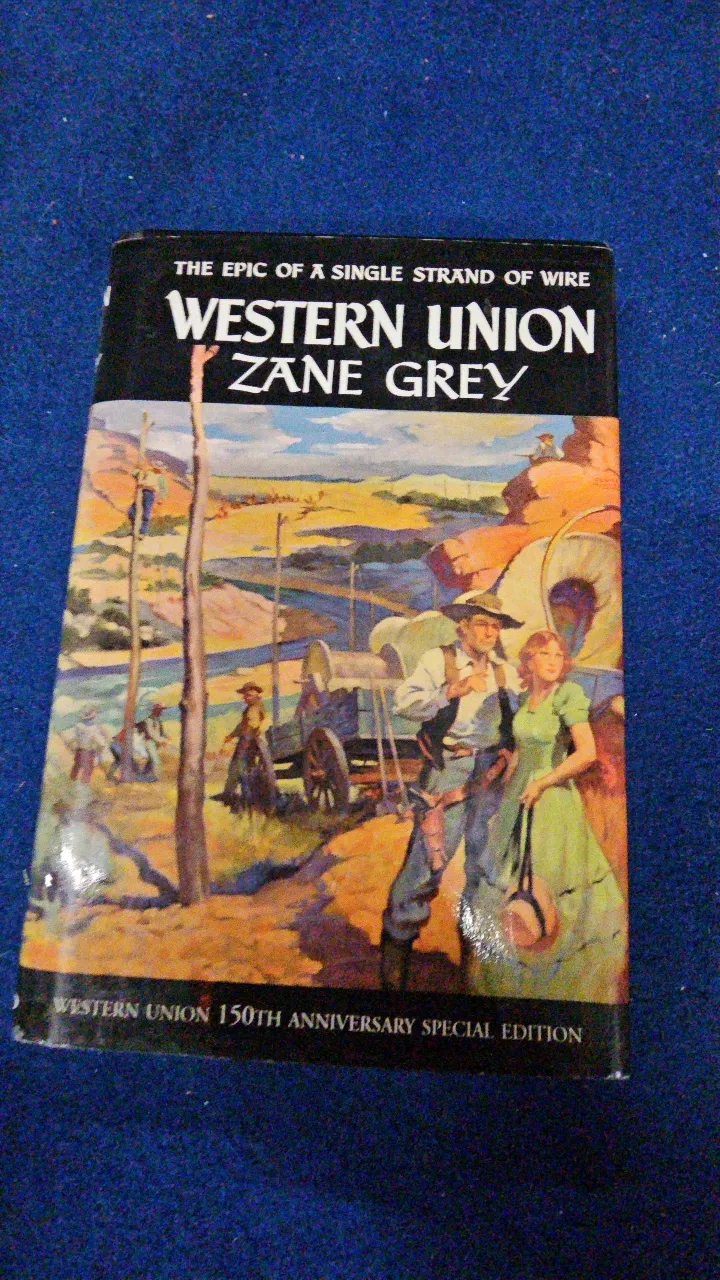 THE EPIC OF A SINGLE STRAND OF WIRE
WESTERN UNION
ZANE GREY
WESTERN UNION 150TH ANNIVERSARY SPECIAL EDITION